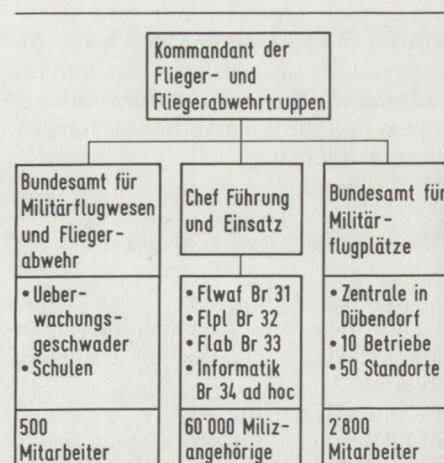 Kommandant der
Flieger- und
Fliegerabwehrtruppen
Bundesamt für
Militärflugwesen
und Flieger-
abwehr
• Ueber-
wachungs-
geschwader
• Schulen
500
Mitarbeiter
Chef Führung
und Einsatz
• Flwaf Br 31
• Flpl Br 32
• Flab Br 33
• Informatik
Br 34 ad hoc
60'000 Miliz-
angehörige
Bundesamt für
Militär-
flugplätze
• Zentrale in
Dübendorf
• 10 Betriebe
• 50 Standorte
2'800
Mitarbeiter